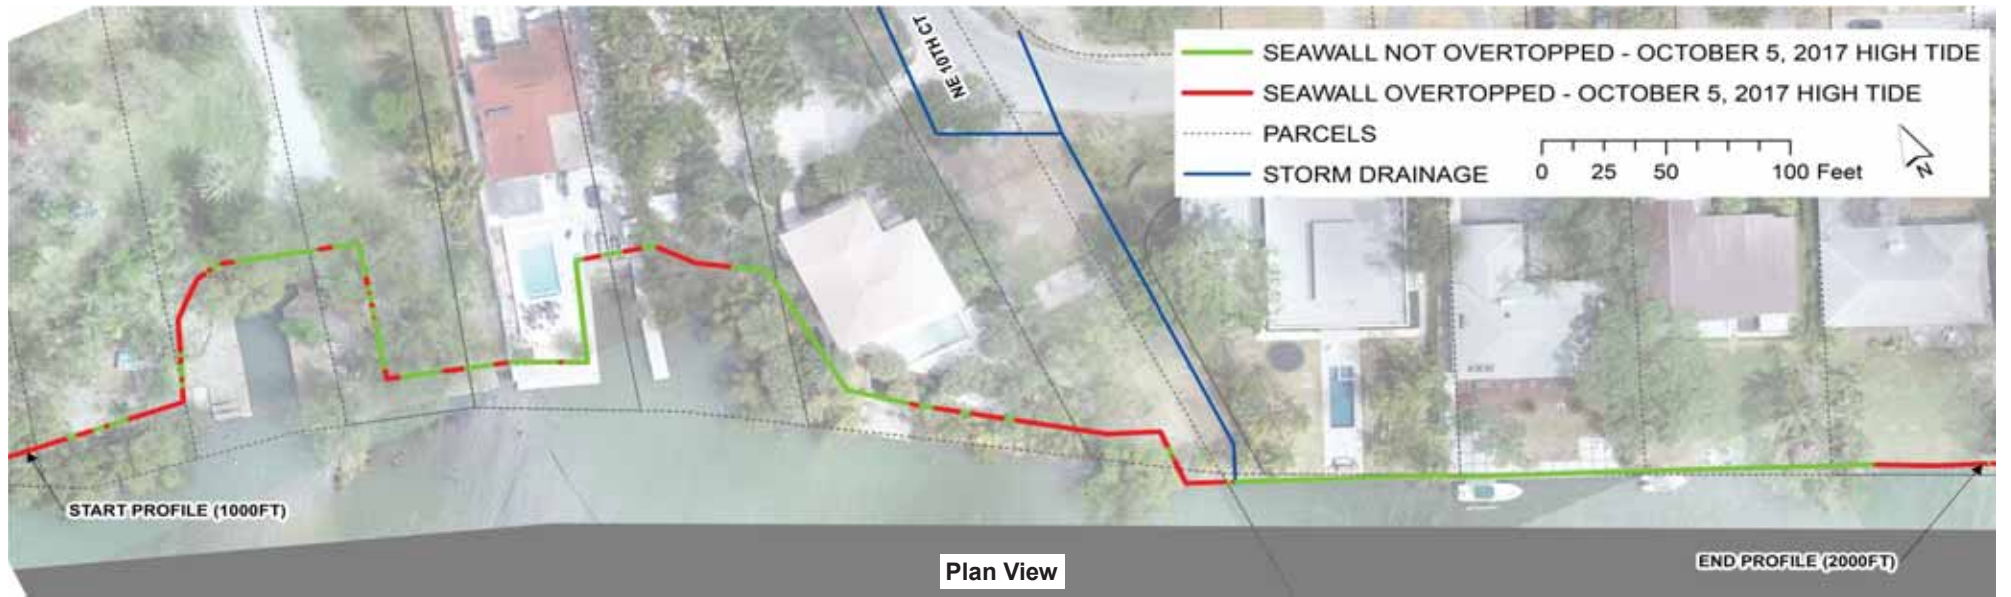 NE 10TH CT
SEAWALL NOT OVERTOPPED - OCTOBER 5, 2017 HIGH TIDE
SEAWALL OVERTOPPED - OCTOBER 5, 2017 HIGH TIDE
PARCELS
STORM DRAINAGE
0 25 50 100 Feet
N
START PROFILE (1000FT)
END PROFILE (2000FT)
Plan View